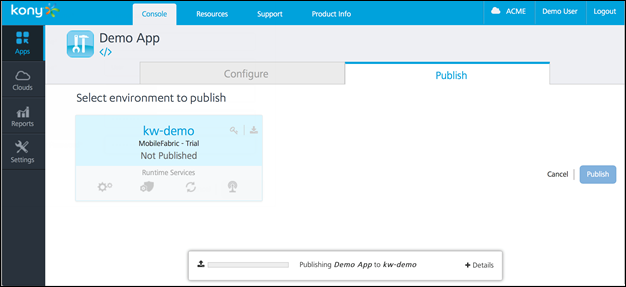 kony
Console
Resources
Support
Product Info
ACME
Demo User
Logout
Apps
Clouds
Reports
Settings
Demo App
</>
Configure
Publish
Select environment to publish
kw-demo
MobileFabric - Trial
Not Published
Runtime Services
Cancel
Publish
Publishing Demo App to kw-demo
+ Details